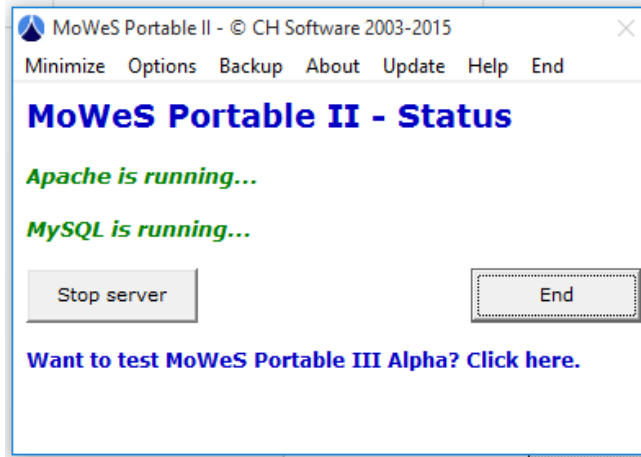 MoWeS Portable II - © CH Software 2003-2015
Minimize Options Backup About Update Help End
MoWeS Portable II - Status
Apache is running...
MySQL is running...
Stop server End
Want to test MoWeS Portable III Alpha? Click here.